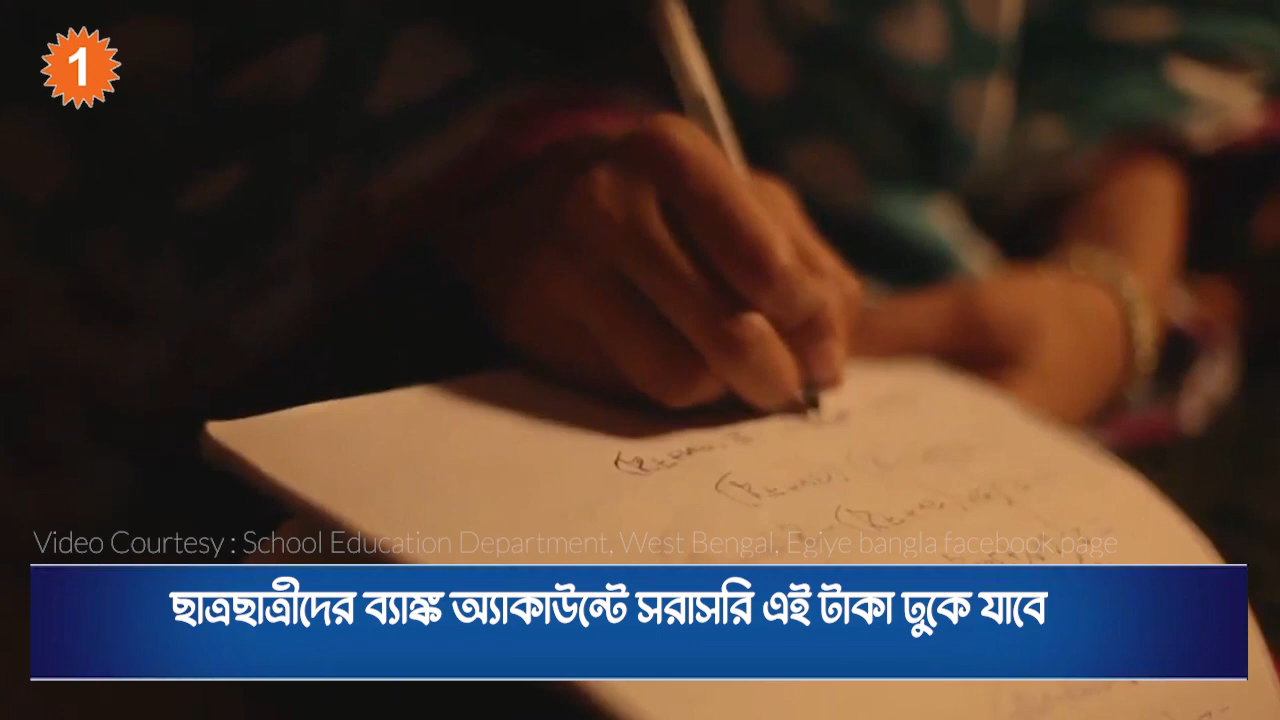 1
Video Courtesy : School Education Department, West Bengal, Egiye bangla facebook page
ছাত্রছাত্রীদের ব্যাঙ্ক অ্যাকাউন্টে সরাসরি এই টাকা ঢুকে যাবে